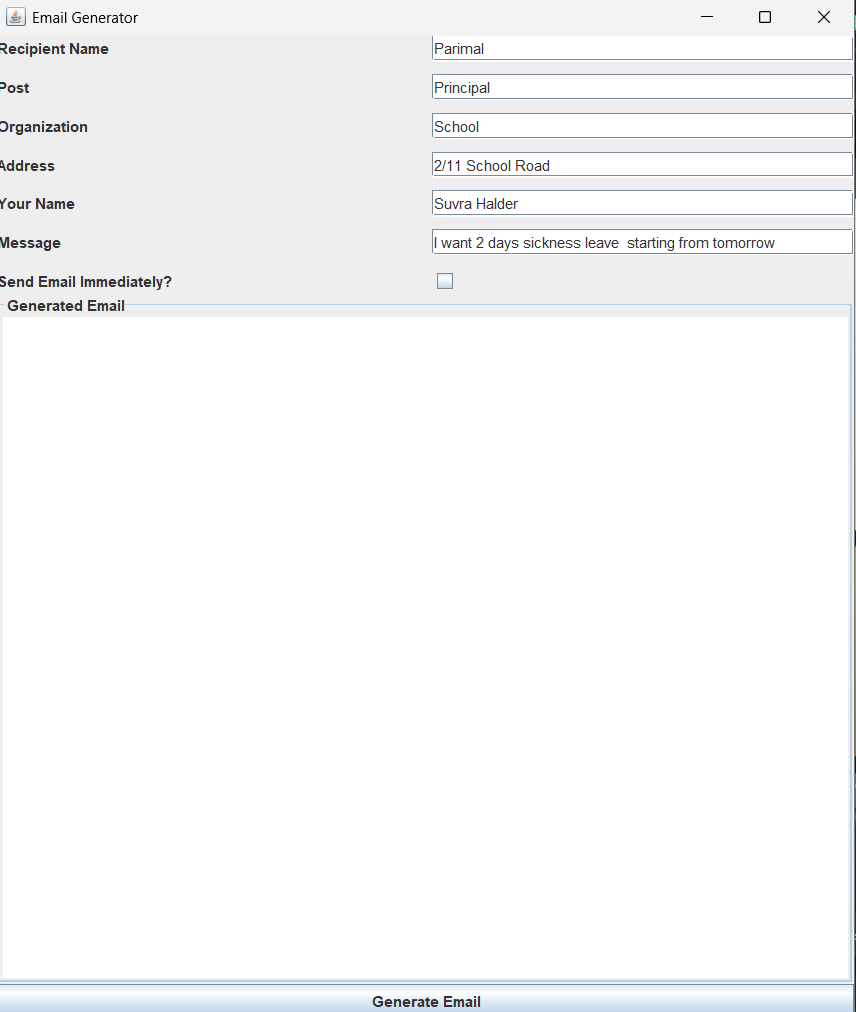 Email Generator
Recipient Name Parimal
Post Principal
Organization School
Address 2/11 School Road
Your Name Suvra Halder
Message I want 2 days sickness leave  starting from tomorrow
Send Email Immediately?
Generated Email
Generate Email